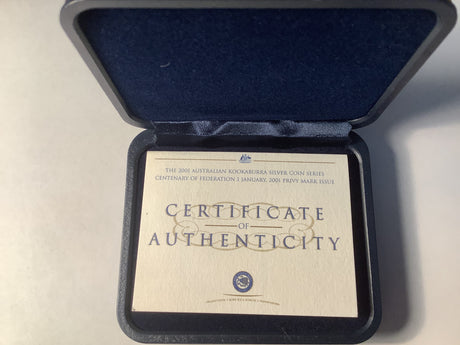 THE 2001 AUSTRALIAN KOOKABURRA SILVER COIN SERIES
CENTENARY OF FEDERATION 1 JANUARY, 2001 PRIVY MARK ISSUE
CERTIFICATE
OF
AUTHENTICITY